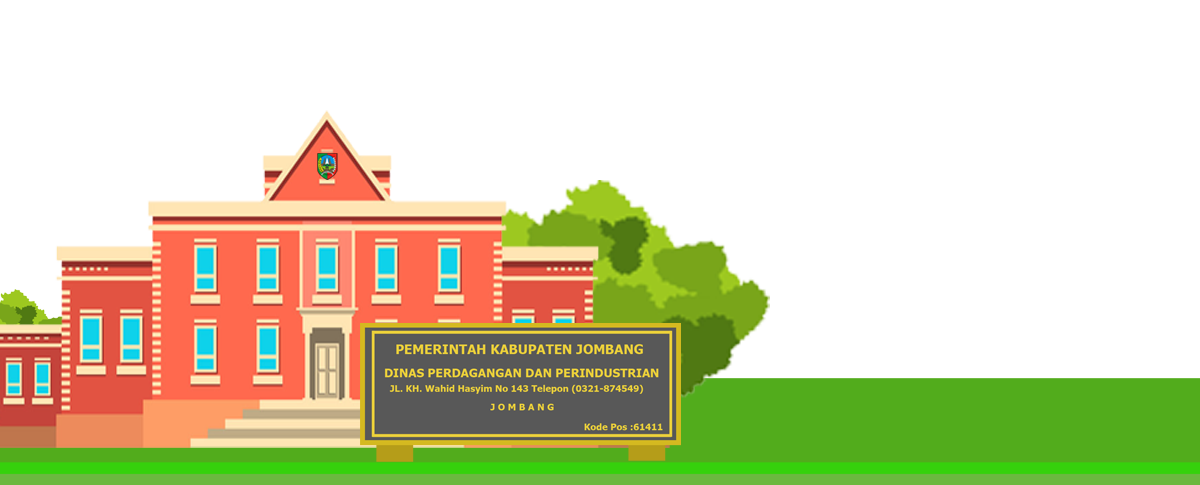 PEMERINTAH KABUPATEN JOMBANG
DINAS PERDAGANGAN DAN PERINDUSTRIAN
JL. KH. Wahid Hasyim No 143 Telepon (0321-874549)
J O M B A N G
Kode Pos :61411